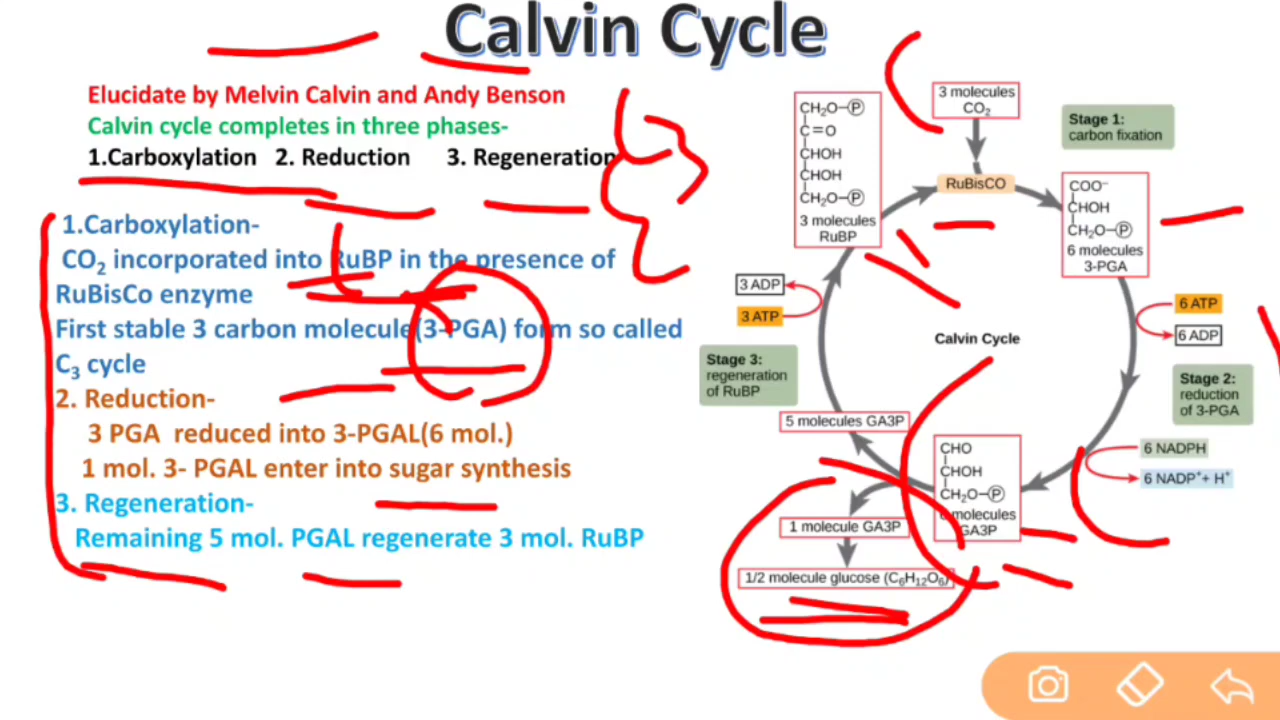 Calvin Cycle
Elucidate by Melvin Calvin and Andy Benson
Calvin cycle completes in three phases-
1.Carboxylation 2. Reduction 3. Regeneration
1.Carboxylation-
CO₂ incorporated into RuBP in the presence of
RuBisCo enzyme
First stable 3 carbon molecule(3-PGA) form so called
C₃ cycle
2. Reduction-
3 PGA reduced into 3-PGAL(6 mol.)
1 mol. 3- PGAL enter into sugar synthesis
3. Regeneration-
Remaining 5 mol. PGAL regenerate 3 mol. RuBP
3 molecules
CO₂
Stage 1:
carbon fixation
RuBisCO
CH₂O–Ⓟ
C=O
CHOH
CHOH
CH₂O–Ⓟ
3 molecules
RuBP
COO⁻
CHOH
CH₂O–Ⓟ
6 molecules
3-PGA
3 ADP
3 ATP
6 ATP
6 ADP
Calvin Cycle
Stage 3:
regeneration
of RuBP
Stage 2:
reduction
of 3-PGA
5 molecules GA3P
CHO
CHOH
CH₂O–Ⓟ
molecules
GA3P
6 NADPH
6 NADP⁺+ H⁺
1 molecule GA3P
1/2 molecule glucose (C₆H₁₂O₆)